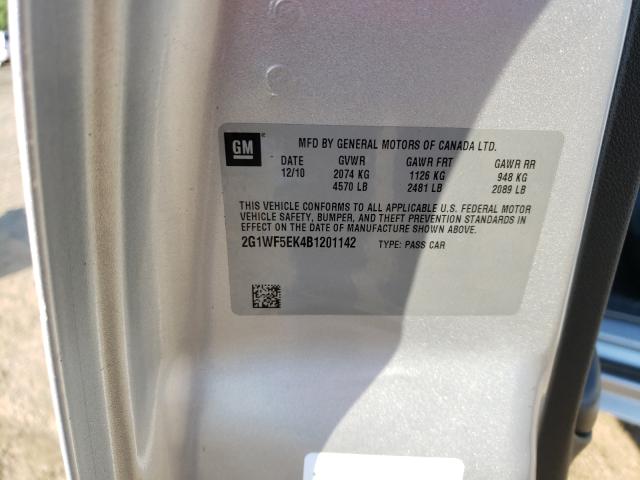 GM
MFD BY GENERAL MOTORS OF CANADA LTD.
DATE GVWR GAWR FRT GAWR RR
12/10 2074 KG 1126 KG 948 KG
4570 LB 2481 LB 2089 LB
THIS VEHICLE CONFORMS TO ALL APPLICABLE U.S. FEDERAL MOTOR
VEHICLE SAFETY, BUMPER, AND THEFT PREVENTION STANDARDS IN
EFFECT ON THE DATE OF MANUFACTURE SHOWN ABOVE.
2G1WF5EK4B1201142 TYPE: PASS CAR